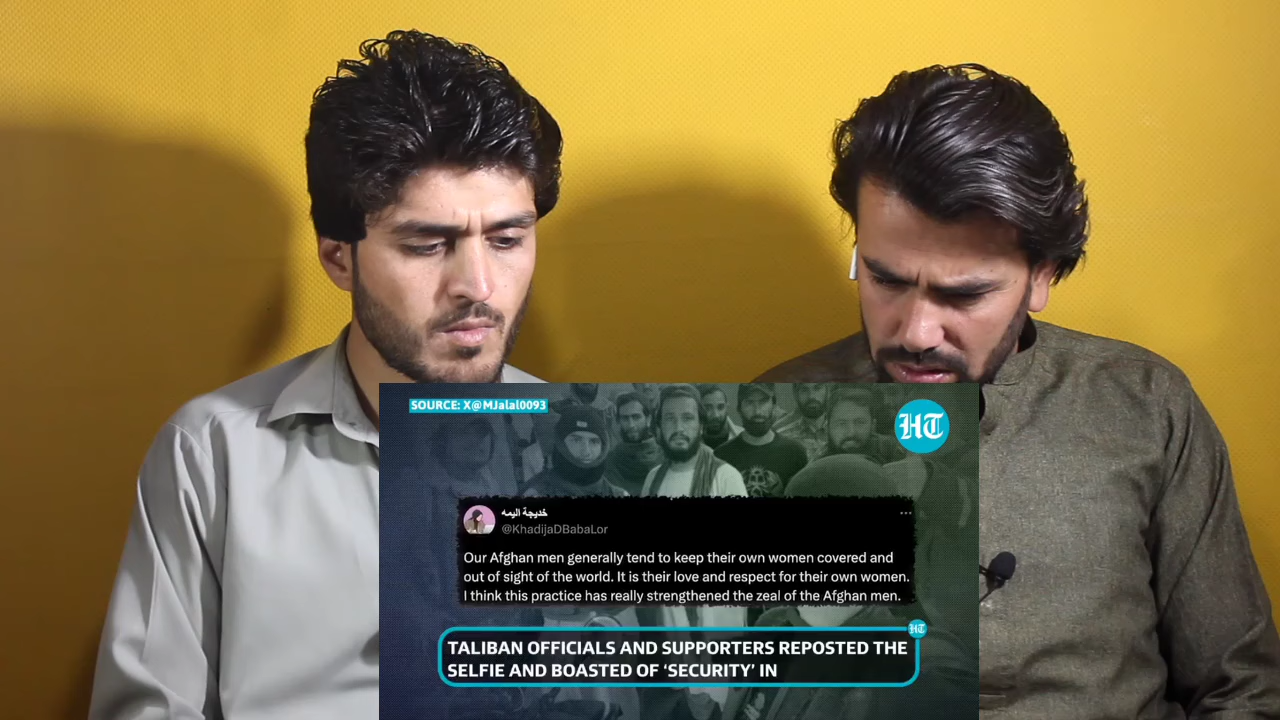 SOURCE: X@MJalal0093
HT
خديجة اليمه
@KhadijaDBabaLor
Our Afghan men generally tend to keep their own women covered and
out of sight of the world. It is their love and respect for their own women.
I think this practice has really strengthened the zeal of the Afghan men.
HT
TALIBAN OFFICIALS AND SUPPORTERS REPOSTED THE
SELFIE AND BOASTED OF ‘SECURITY’ IN